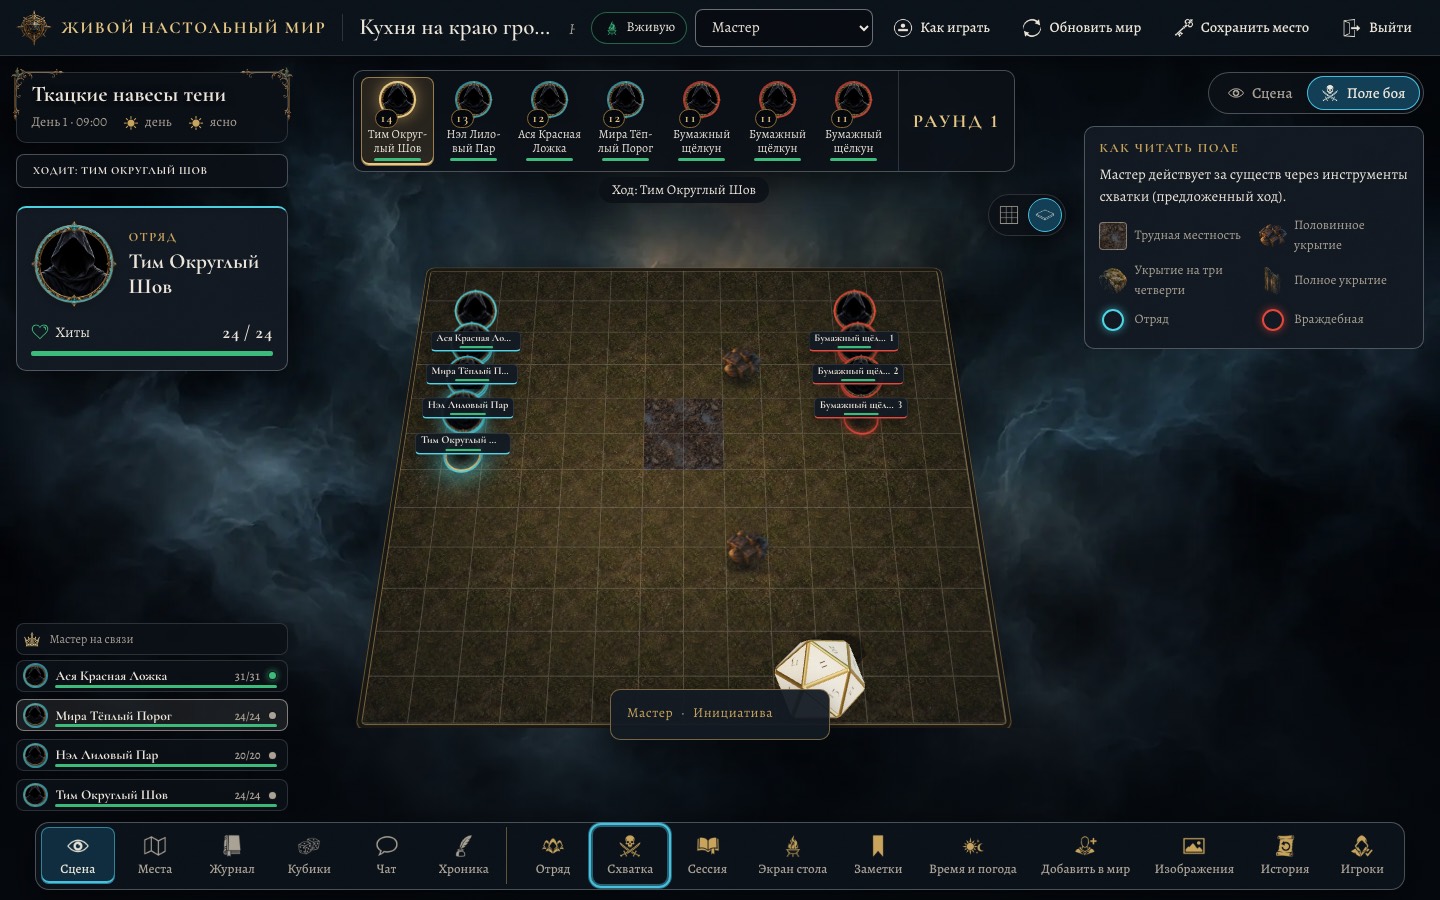 ЖИВОЙ НАСТОЛЬНЫЙ МИР
Кухня на краю гро...
Вживую
Мастер
Как играть
Обновить мир
Сохранить место
Выйти
Ткацкие навесы тени
День 1 · 09:00
день
ясно
ХОДИТ: ТИМ ОКРУГЛЫЙ ШОВ
ОТРЯД
Тим Округлый
Шов
Хиты
24 / 24
14
Тим Округ-
лый Шов
13
Нэл Лило-
вый Пар
12
Ася Красная
Ложка
12
Мира Тёп-
лый Порог
11
Бумажный
щёлкун
11
Бумажный
щёлкун
11
Бумажный
щёлкун
РАУНД 1
Ход: Тим Округлый Шов
Сцена
Поле боя
КАК ЧИТАТЬ ПОЛЕ
Мастер действует за существ через инструменты
схватки (предложенный ход).
Трудная местность
Половинное
укрытие
Укрытие на три
четверти
Полное укрытие
Отряд
Враждебная
Ася Красная Ло...
Бумажный щёл... 1
Мира Тёплый П...
Бумажный щёл... 2
Нэл Лиловый Пар
Бумажный щёл... 3
Тим Округлый ...
11
Мастер · Инициатива
Мастер на связи
Ася Красная Ложка
31/31
Мира Тёплый Порог
24/24
Нэл Лиловый Пар
20/20
Тим Округлый Шов
24/24
Сцена
Места
Журнал
Кубики
Чат
Хроника
Отряд
Схватка
Сессия
Экран стола
Заметки
Время и погода
Добавить в мир
Изображения
История
Игроки